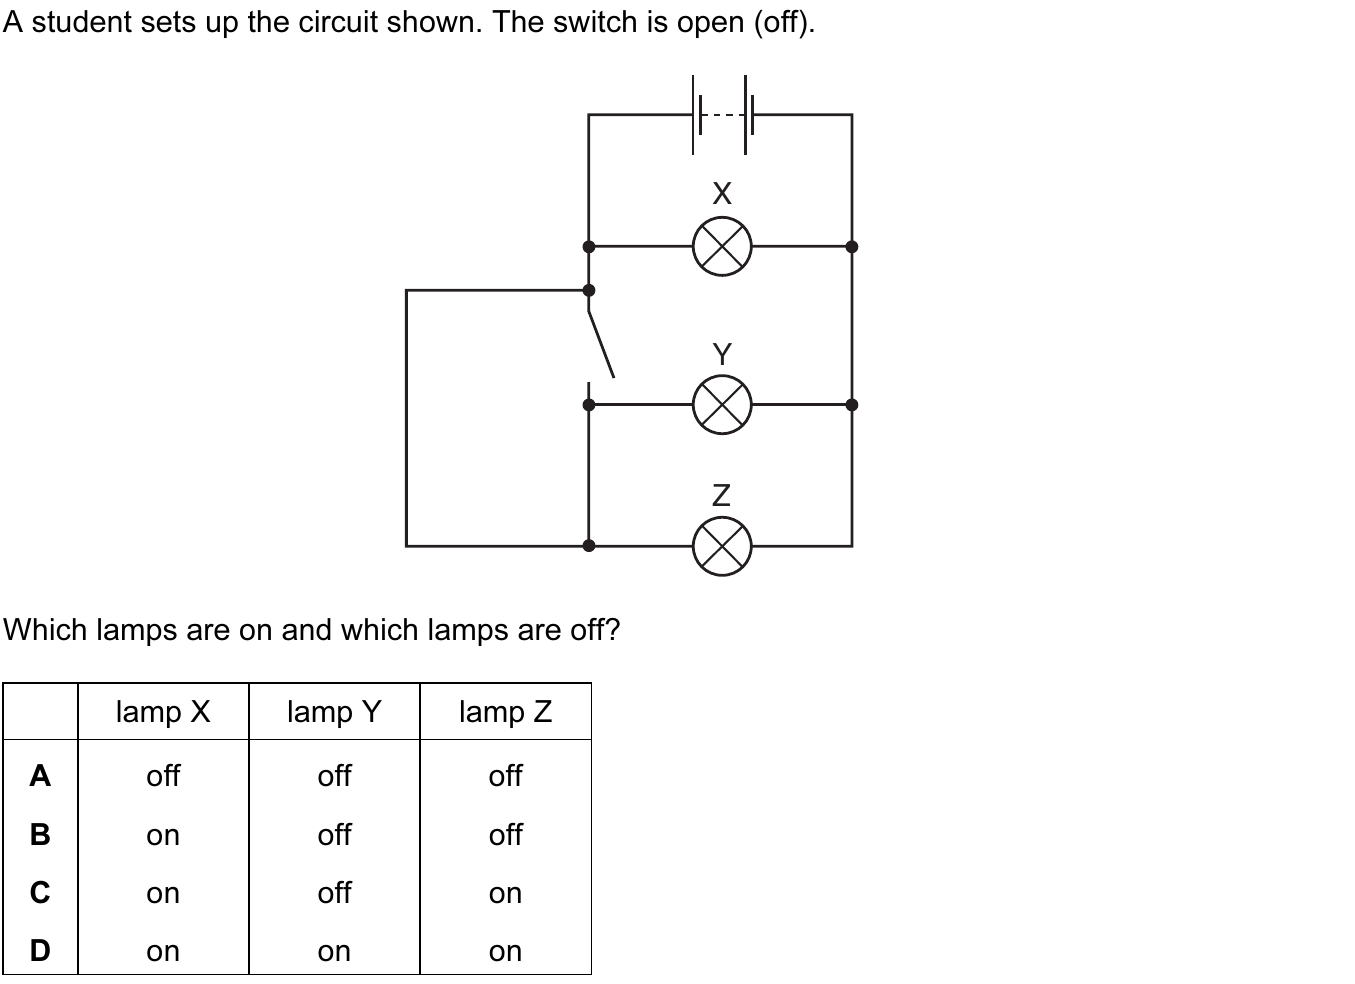 A student sets up the circuit shown. The switch is open (off).
X
Y
Z
Which lamps are on and which lamps are off?
lamp X lamp Y lamp Z
A off off off
B on off off
C on off on
D on on on